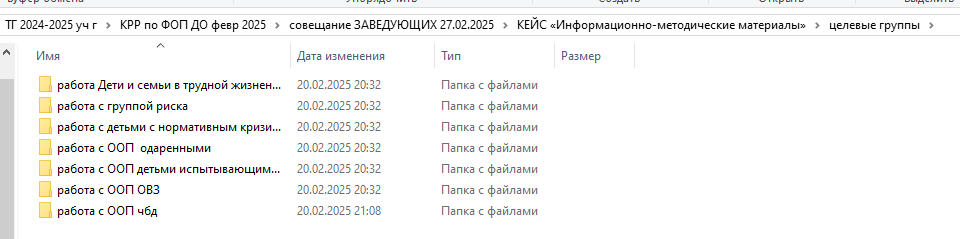 буфер обмена Упорядочить Создать Открыть Выделить
ТГ 2024-2025 уч г > КРР по ФОП ДО февр 2025 > совещание ЗАВЕДУЮЩИХ 27.02.2025 > КЕЙС «Информационно-методические материалы» > целевые группы >
Имя Дата изменения Тип Размер
работа Дети и семьи в трудной жизнен... 20.02.2025 20:32 Папка с файлами
работа с группой риска 20.02.2025 20:32 Папка с файлами
работа с детьми с нормативным кризи... 20.02.2025 20:32 Папка с файлами
работа с ООП  одаренными 20.02.2025 20:32 Папка с файлами
работа с ООП детьми испытывающим... 20.02.2025 20:32 Папка с файлами
работа с ООП ОВЗ 20.02.2025 20:32 Папка с файлами
работа с ООП чбд 20.02.2025 21:08 Папка с файлами